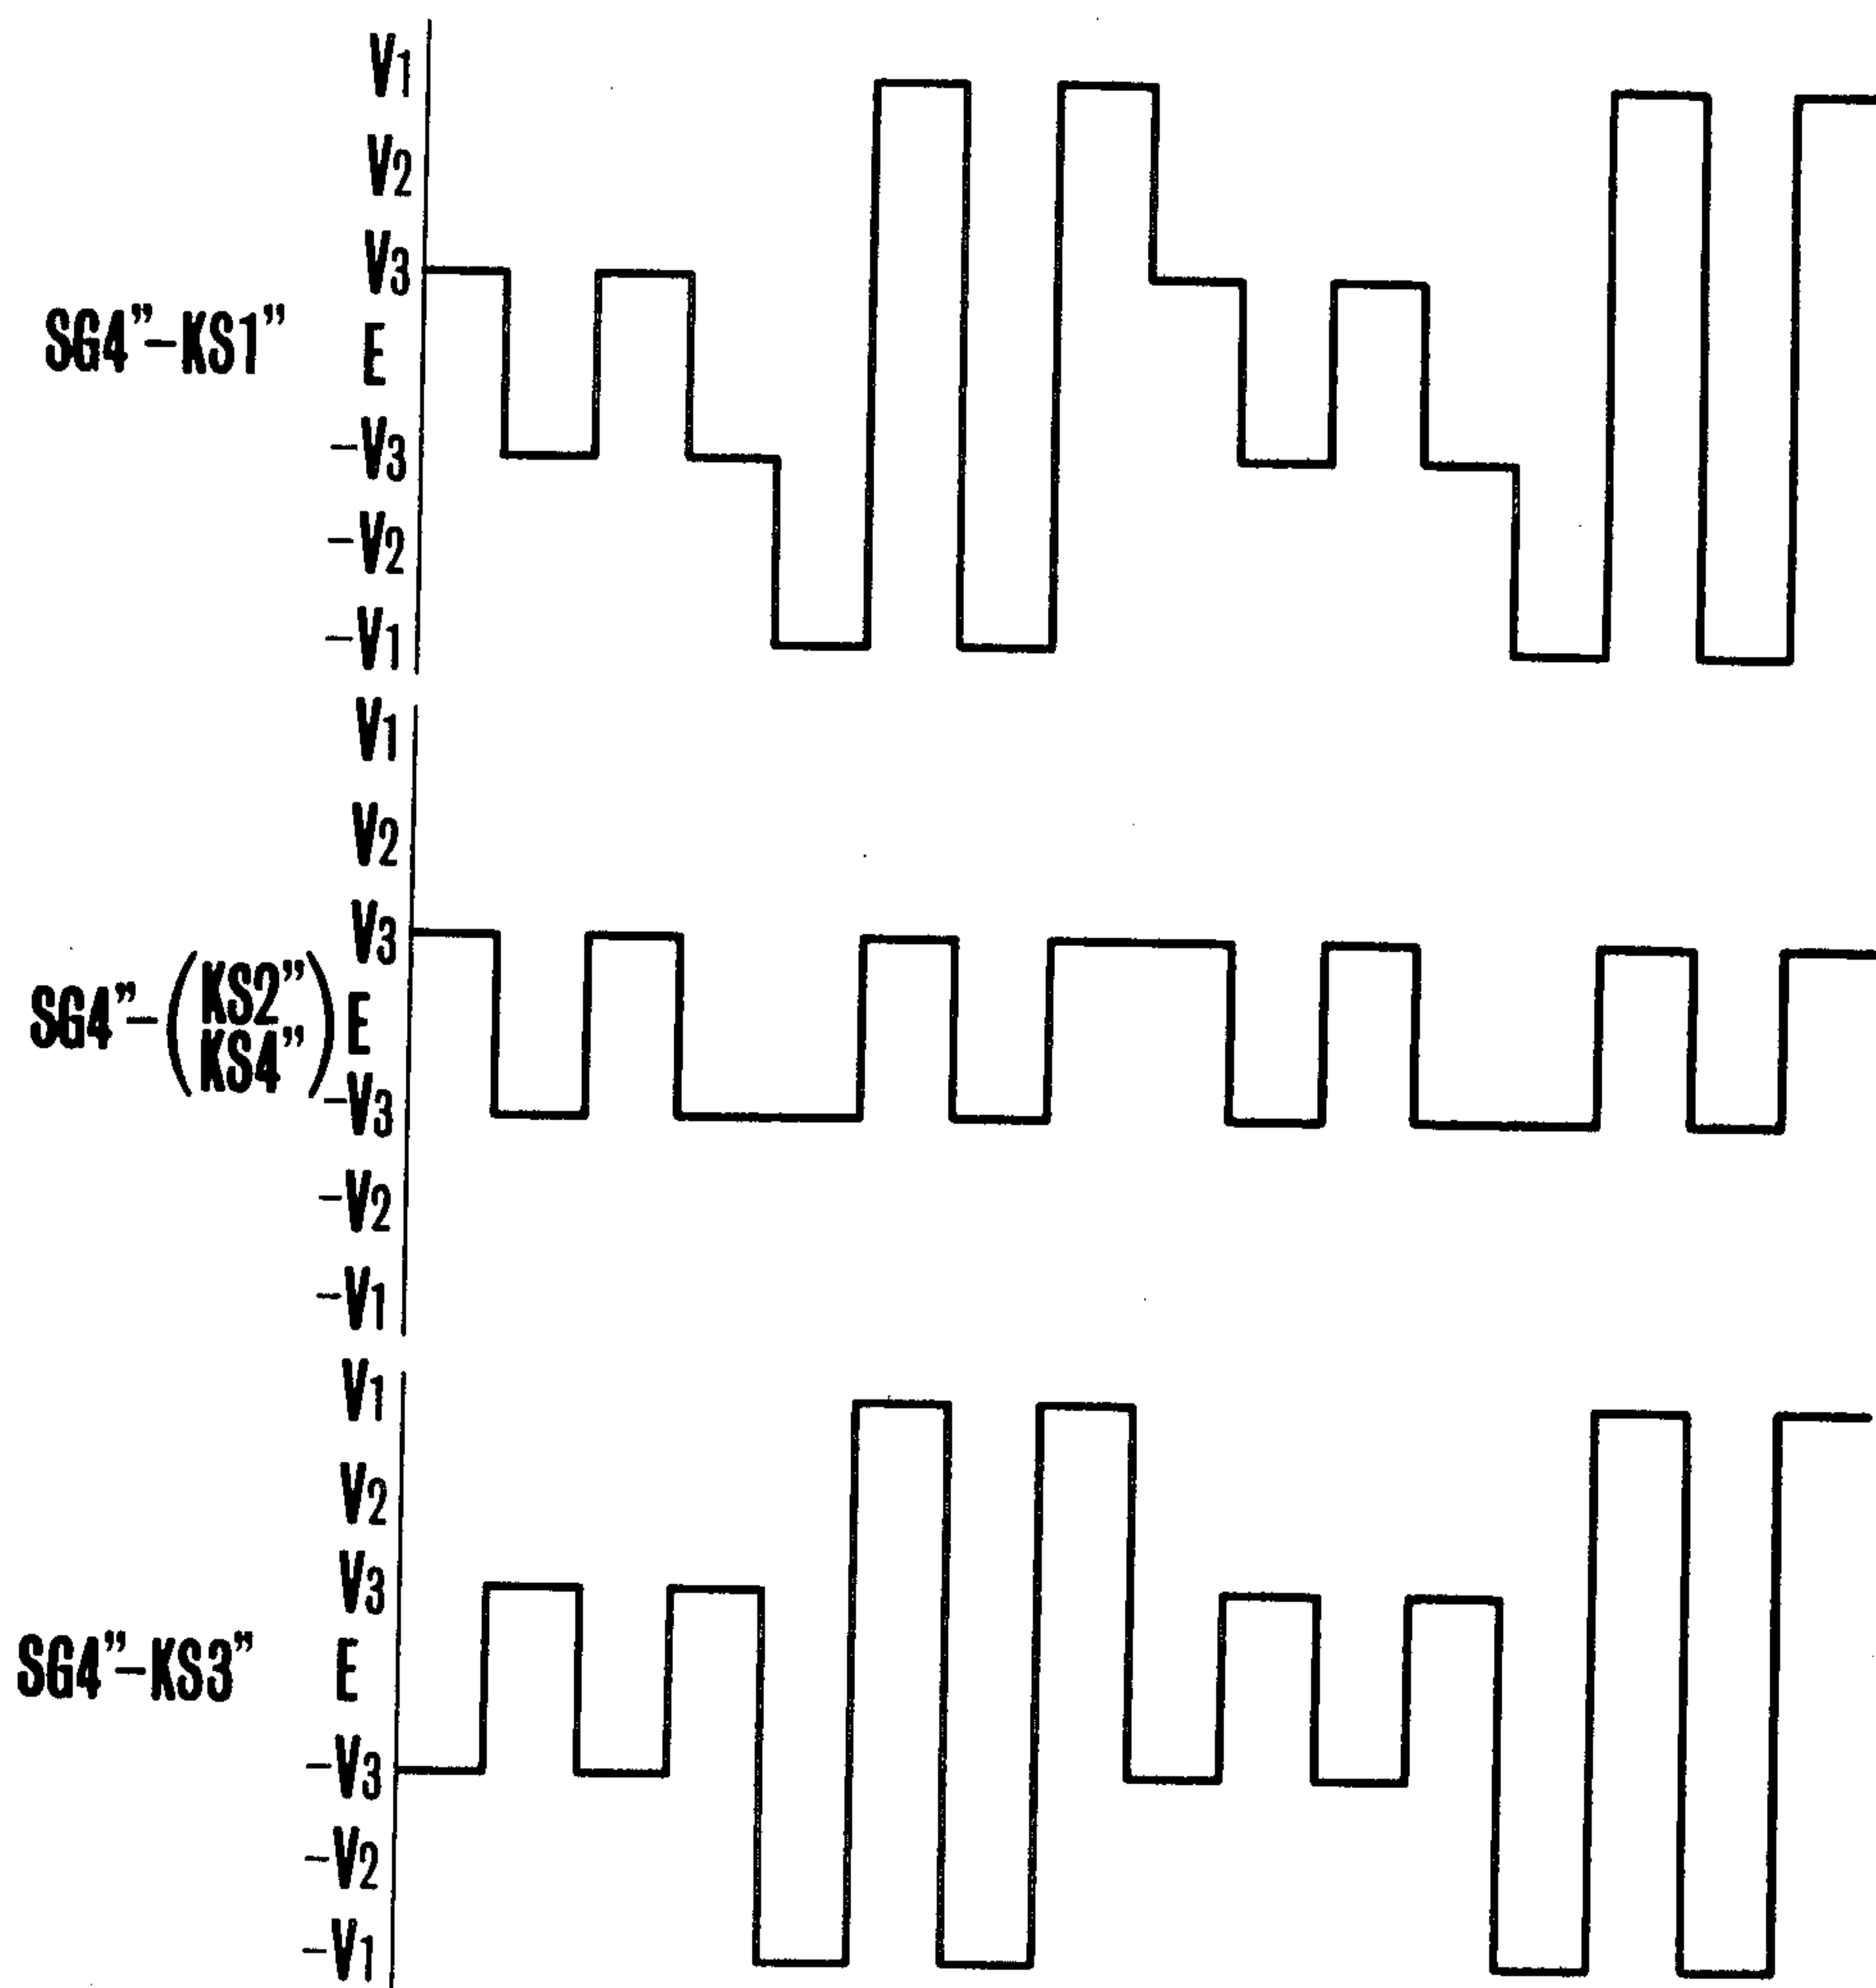 V1
V2
V3
SG4”-KS1”
E
-V3
-V2
-V1
V1
V2
V3
SG4”-(KS2”
KS4”)
E
-V3
-V2
-V1
V1
V2
V3
SG4”-KS3”
E
-V3
-V2
-V1